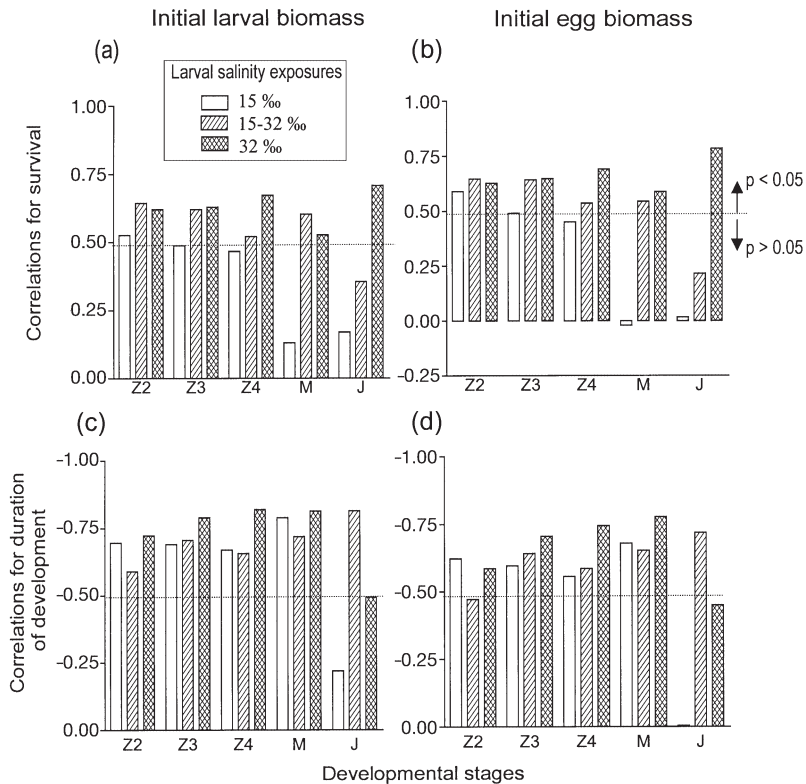 Initial larval biomass
Initial egg biomass
(a)
(b)
Larval salinity exposures
15 ‰
15-32 ‰
32 ‰
Correlations for survival
1.00
0.75
0.50
0.25
0.00
Z2 Z3 Z4 M J
1.00
0.75
0.50
0.25
0.00
-0.25
Z2 Z3 Z4 M J
p < 0.05
p > 0.05
(c)
(d)
Correlations for duration
of development
-1.00
-0.75
-0.50
-0.25
0.00
Z2 Z3 Z4 M J
-1.00
-0.75
-0.50
-0.25
0.00
Z2 Z3 Z4 M J
Developmental stages